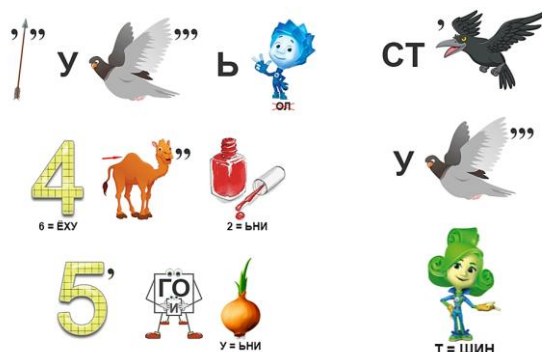 ’ ’’ У ’’’ Ь СТ ’
ОЛ
4 ’’ У ’’’
6 = ЁХУ 2 = ЬНИ
5 ’ ГО
И
У = ЬНИ Т = ШИН